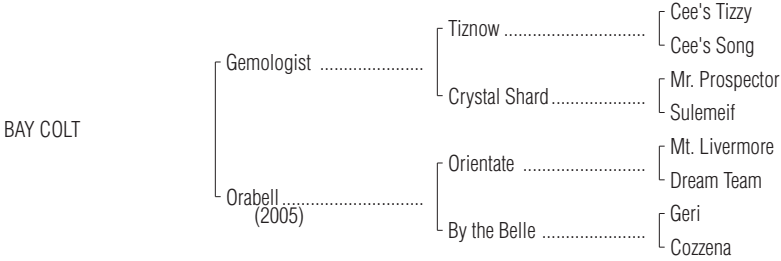 Cee's Tizzy
Tiznow
Cee's Song
Gemologist
Mr. Prospector
Crystal Shard
Sulemeif
BAY COLT
Mt. Livermore
Orientate
Dream Team
Orabell
(2005)
Geri
By the Belle
Cozzena